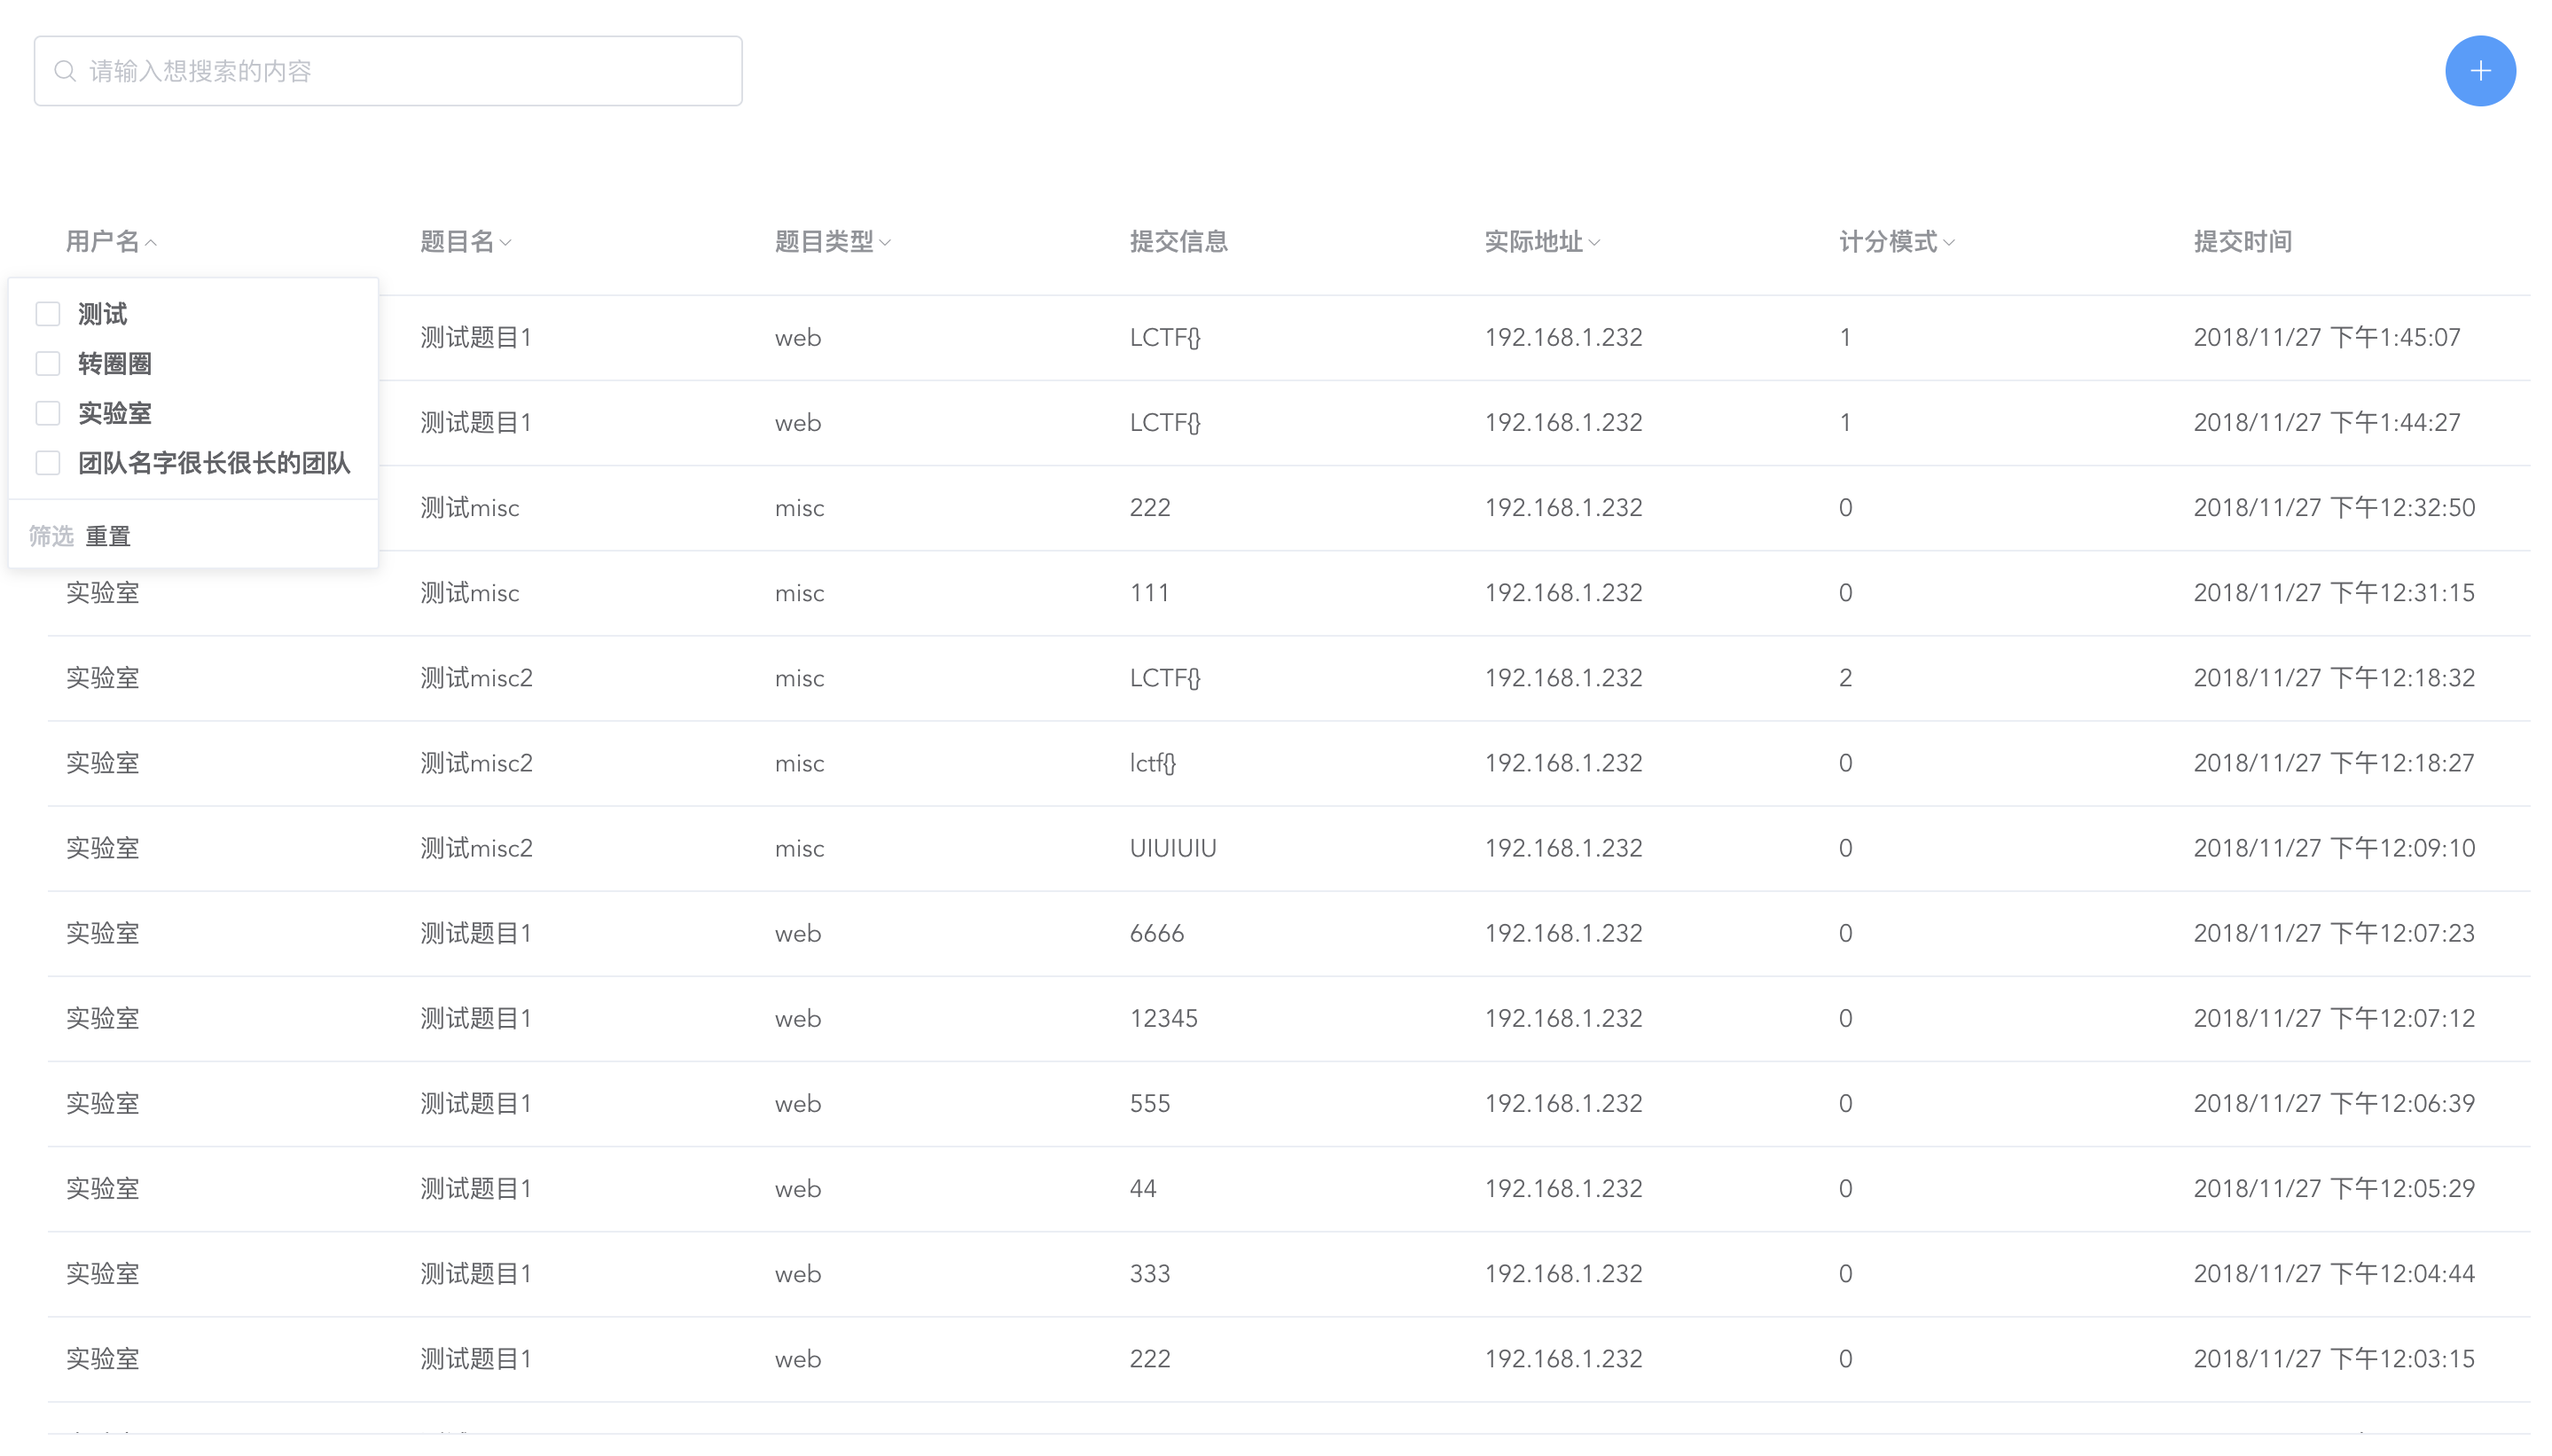 请输入想搜索的内容
用户名 题目名 题目类型 提交信息 实际地址 计分模式 提交时间
测试
转圈圈
实验室
团队名字很长很长的团队
筛选 重置
测试题目1 web LCTF{} 192.168.1.232 1 2018/11/27 下午1:45:07
测试题目1 web LCTF{} 192.168.1.232 1 2018/11/27 下午1:44:27
测试misc misc 222 192.168.1.232 0 2018/11/27 下午12:32:50
实验室 测试misc misc 111 192.168.1.232 0 2018/11/27 下午12:31:15
实验室 测试misc2 misc LCTF{} 192.168.1.232 2 2018/11/27 下午12:18:32
实验室 测试misc2 misc lctf{} 192.168.1.232 0 2018/11/27 下午12:18:27
实验室 测试misc2 misc UIUIUIU 192.168.1.232 0 2018/11/27 下午12:09:10
实验室 测试题目1 web 6666 192.168.1.232 0 2018/11/27 下午12:07:23
实验室 测试题目1 web 12345 192.168.1.232 0 2018/11/27 下午12:07:12
实验室 测试题目1 web 555 192.168.1.232 0 2018/11/27 下午12:06:39
实验室 测试题目1 web 44 192.168.1.232 0 2018/11/27 下午12:05:29
实验室 测试题目1 web 333 192.168.1.232 0 2018/11/27 下午12:04:44
实验室 测试题目1 web 222 192.168.1.232 0 2018/11/27 下午12:03:15